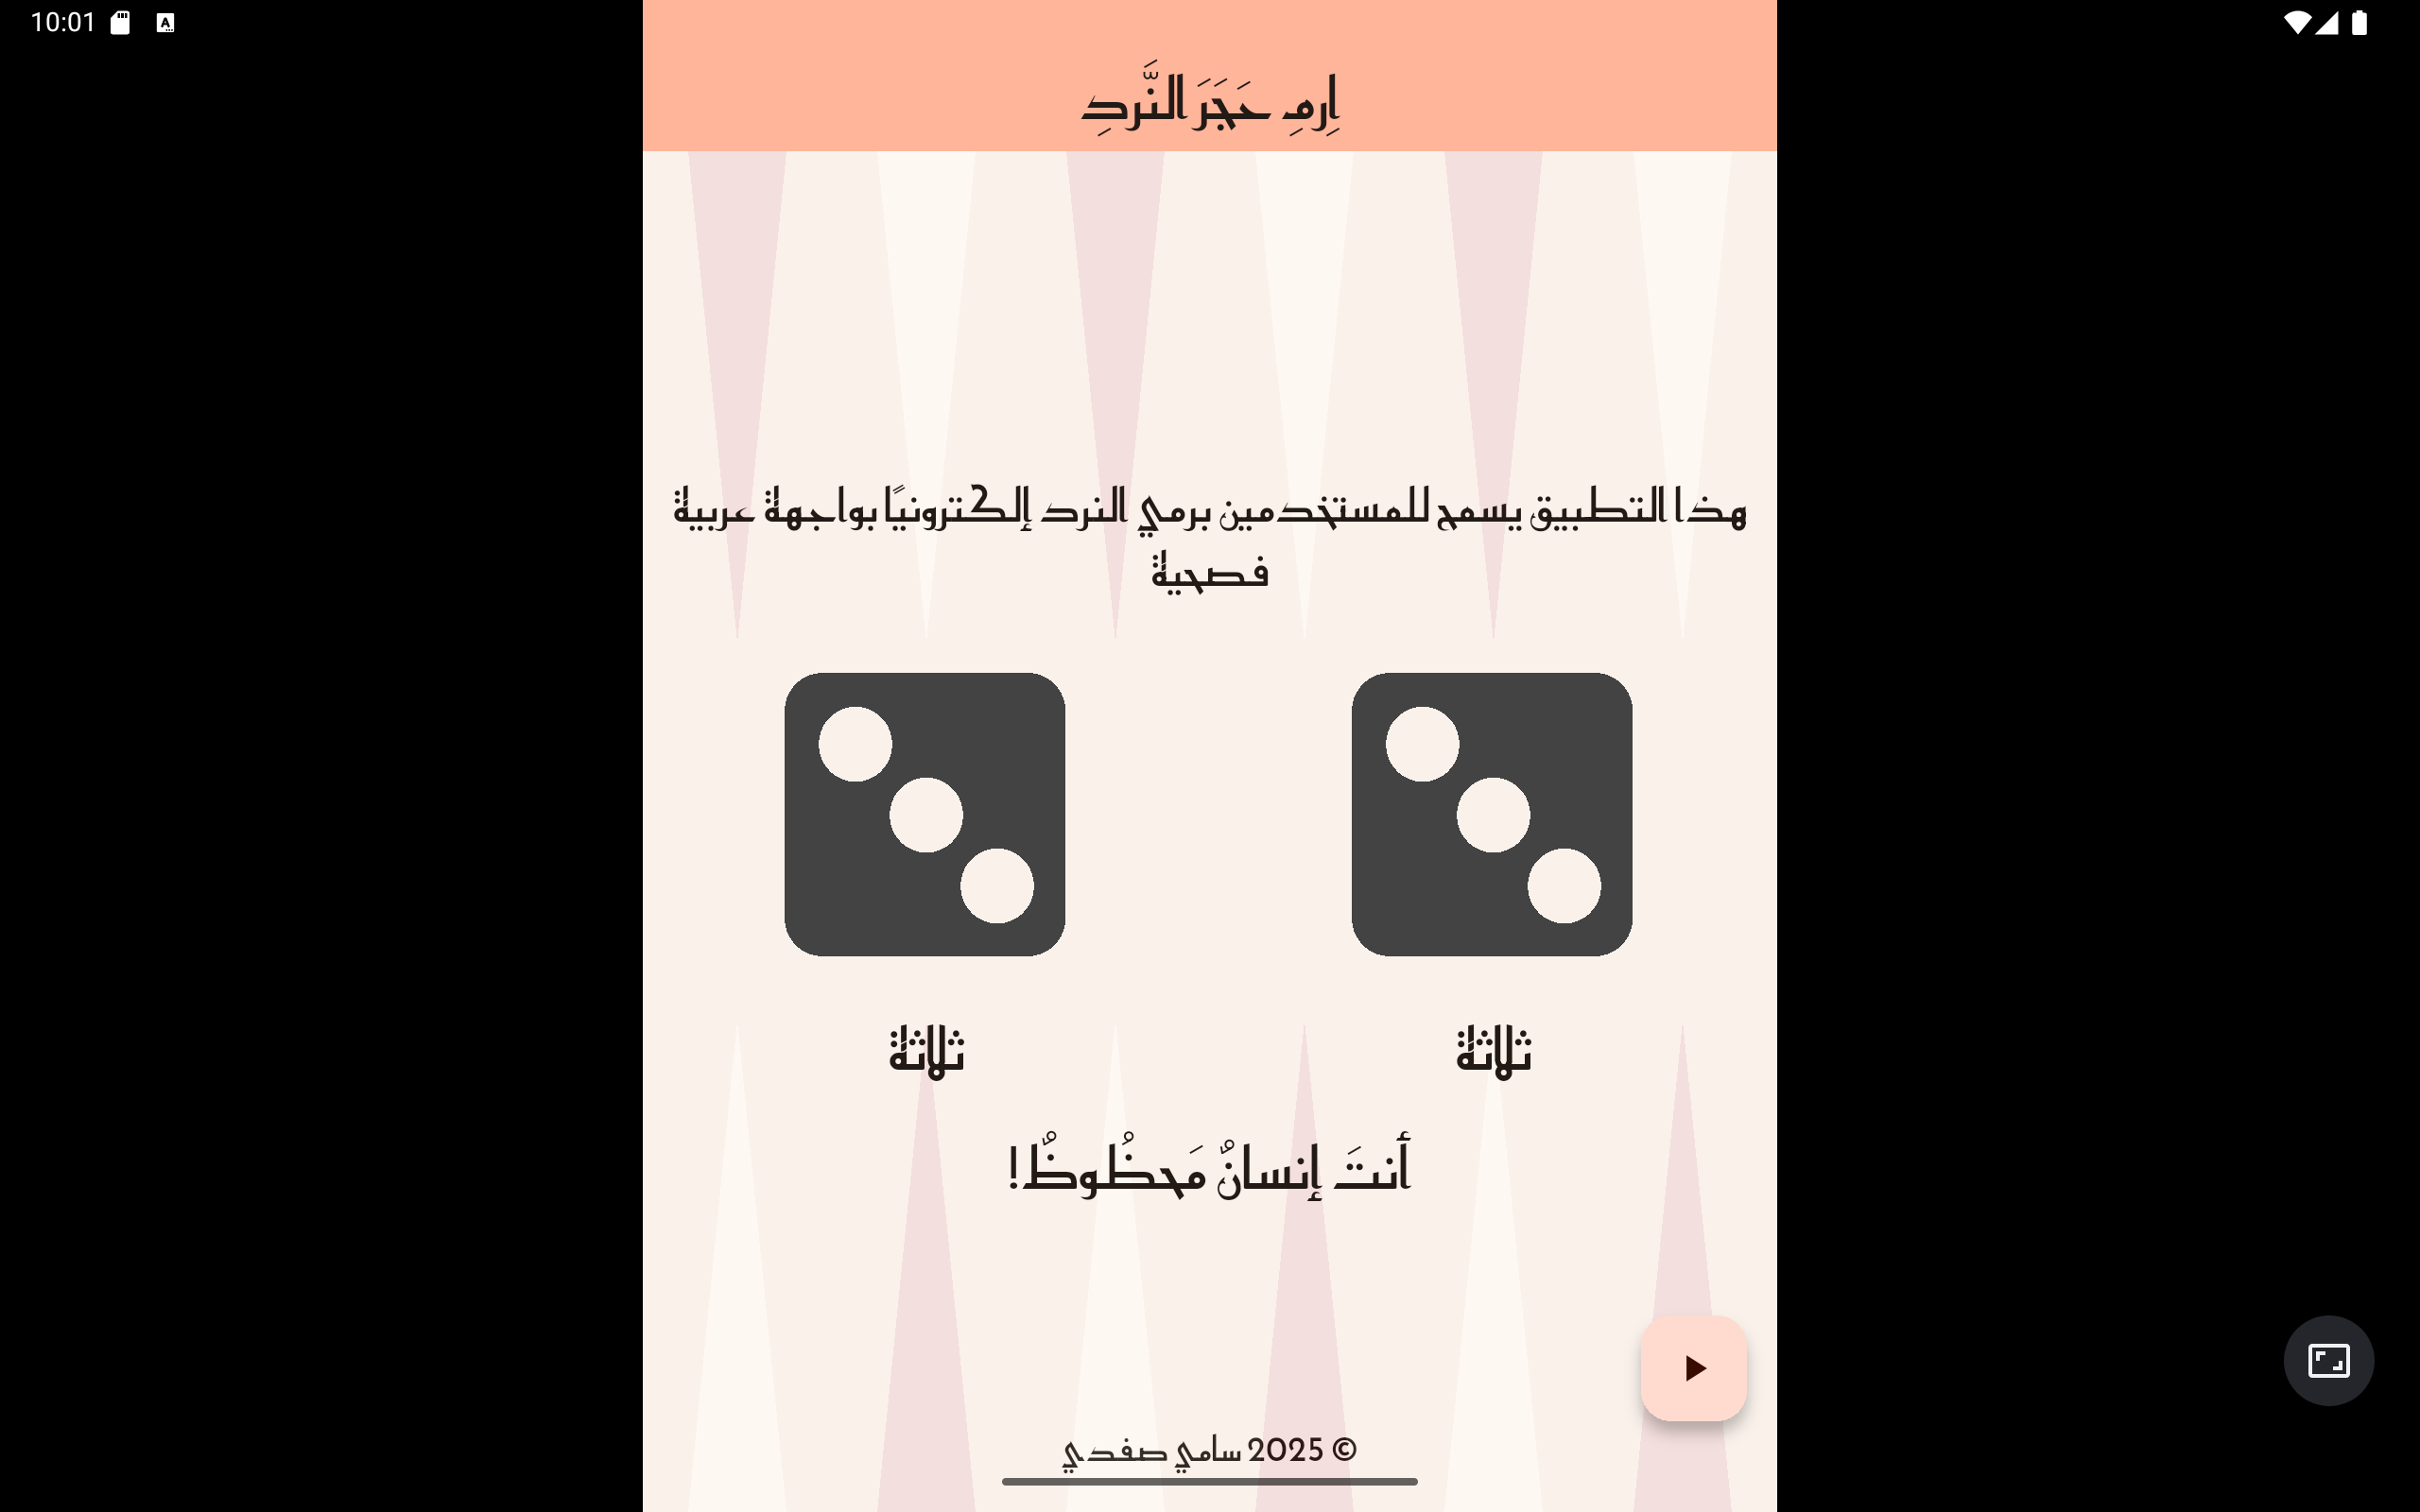 10:01
اِرمِ حَجَرَ النَّردِ
هذا التطبيق يسمح للمستخدمين برمي النرد إلكترونيًا بواجهة عربية
فصحية
ثلاثة
ثلاثة
أنتَ إنسانٌ مَحظُوظٌ!
© 2025 سامي صفدي